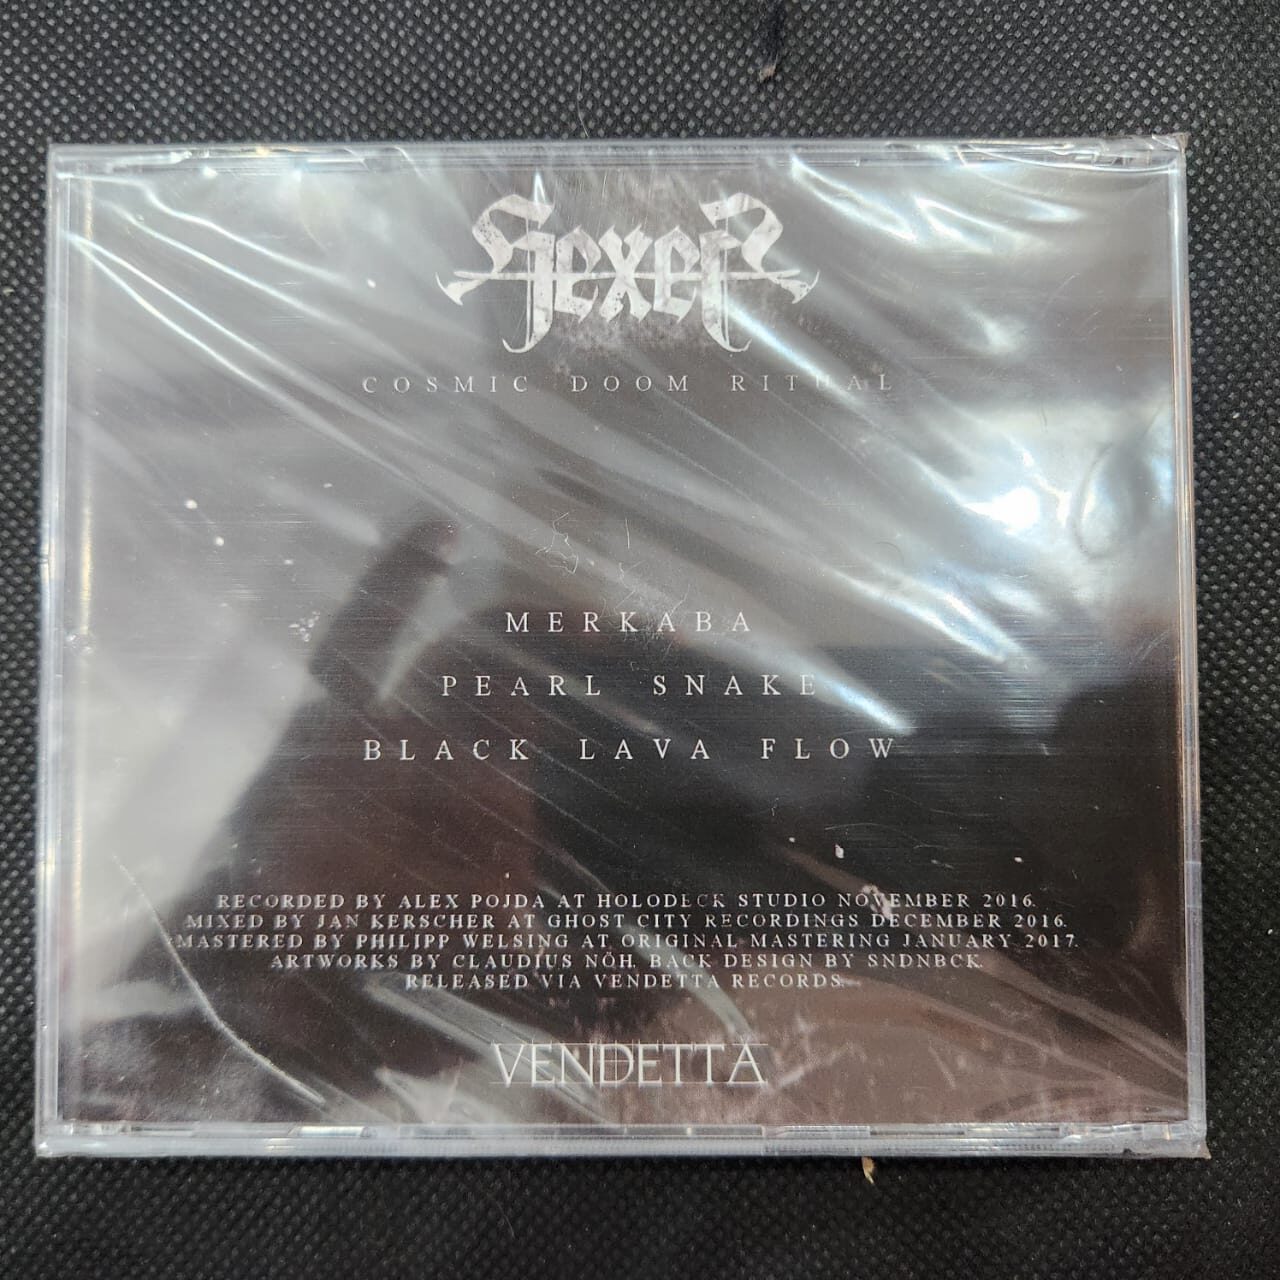 Hexer
COSMIC DOOM RITUAL
MERKABA
PEARL SNAKE
BLACK LAVA FLOW
RECORDED BY ALEX POJDA AT HOLODECK STUDIO NOVEMBER 2016.
MIXED BY JAN KERSCHER AT GHOST CITY RECORDINGS DECEMBER 2016.
MASTERED BY PHILIPP WELSING AT ORIGINAL MASTERING JANUARY 2017.
ARTWORKS BY CLAUDIUS NÖH. BACK DESIGN BY SNDNBCK.
RELEASED VIA VENDETTA RECORDS.
VENDETTA